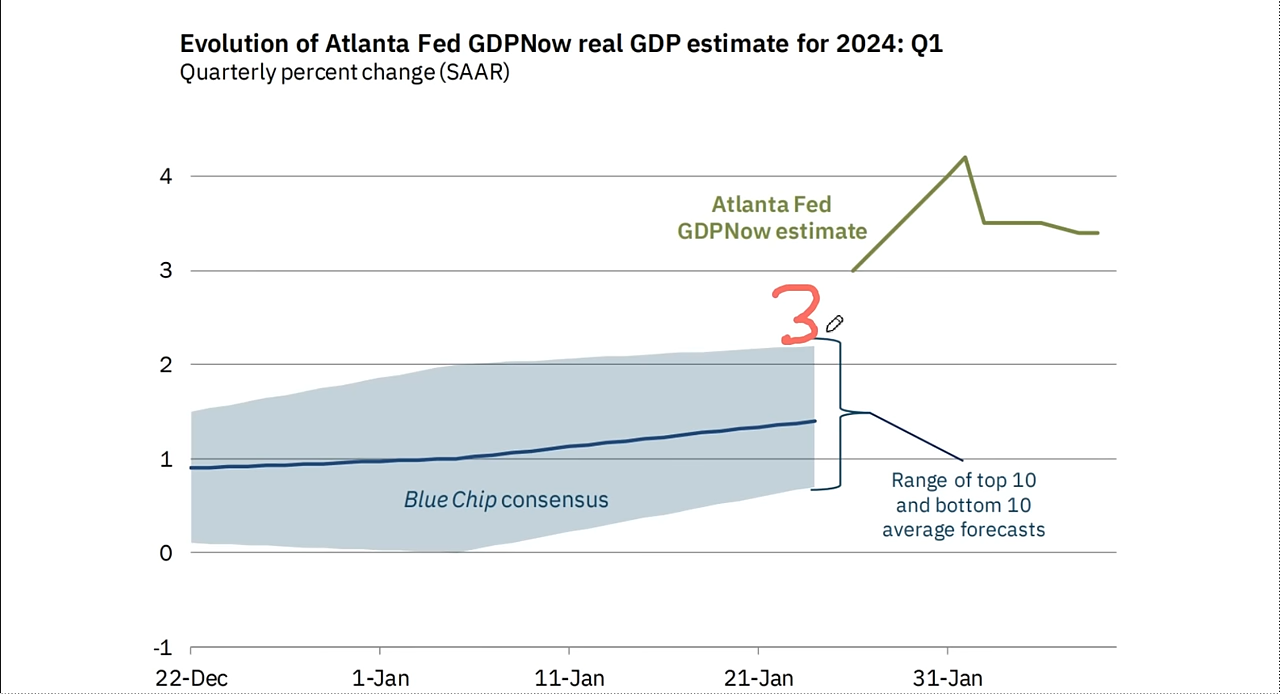 Evolution of Atlanta Fed GDPNow real GDP estimate for 2024: Q1
Quarterly percent change (SAAR)
4
Atlanta Fed
GDPNow estimate
3
3
2
1
Blue Chip consensus
Range of top 10
and bottom 10
average forecasts
0
-1
22-Dec
1-Jan
11-Jan
21-Jan
31-Jan